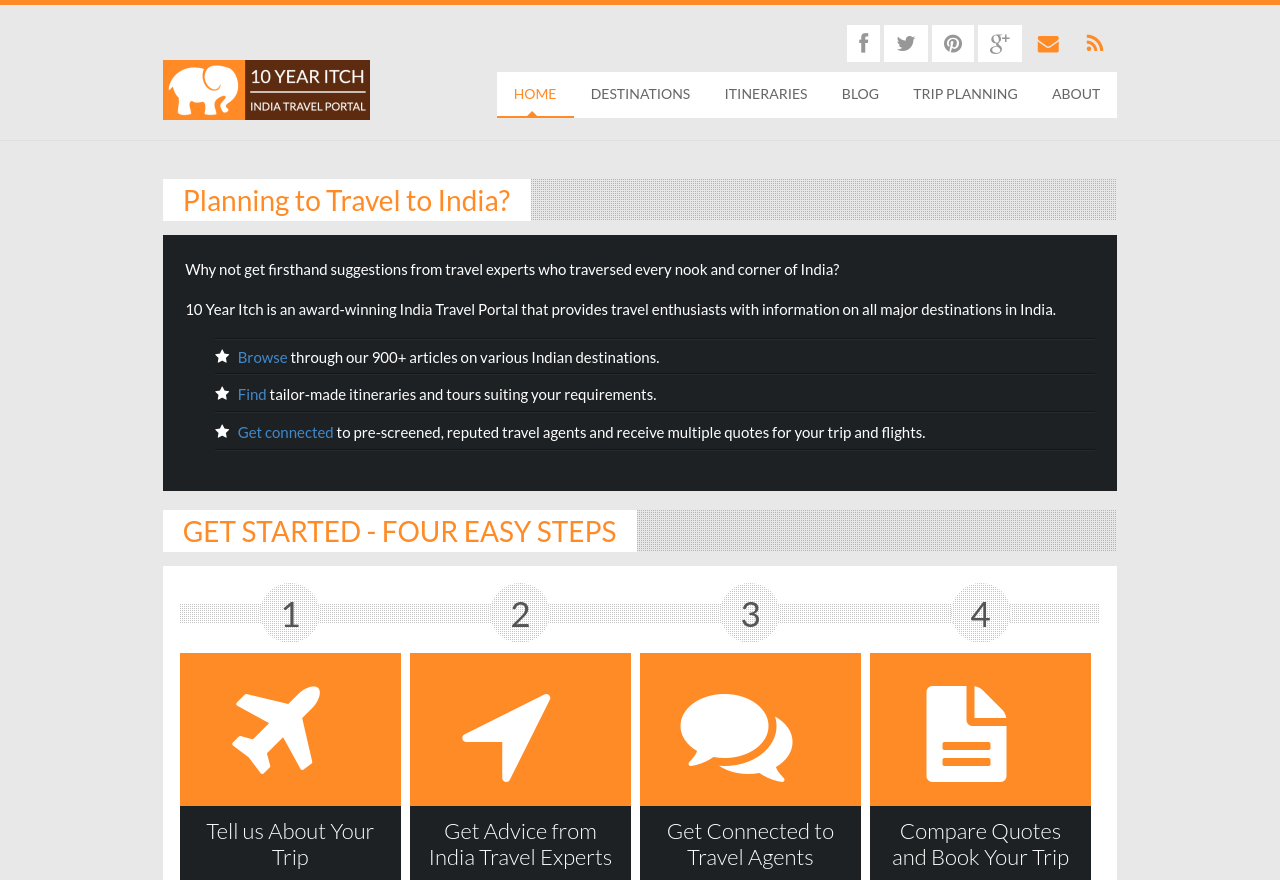 10 YEAR ITCH
INDIA TRAVEL PORTAL
HOME DESTINATIONS ITINERARIES BLOG TRIP PLANNING ABOUT
Planning to Travel to India?
Why not get firsthand suggestions from travel experts who traversed every nook and corner of India?
10 Year Itch is an award-winning India Travel Portal that provides travel enthusiasts with information on all major destinations in India.
Browse through our 900+ articles on various Indian destinations.
Find tailor-made itineraries and tours suiting your requirements.
Get connected to pre-screened, reputed travel agents and receive multiple quotes for your trip and flights.
GET STARTED - FOUR EASY STEPS
1 2 3 4
Tell us About Your
Trip
Get Advice from
India Travel Experts
Get Connected to
Travel Agents
Compare Quotes
and Book Your Trip